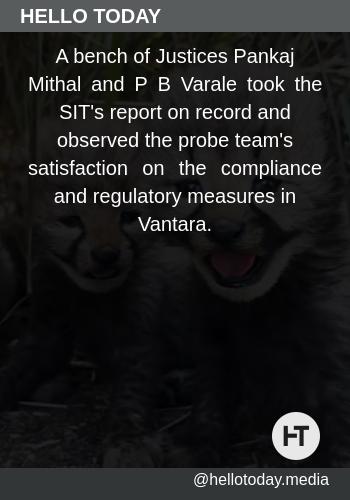 HELLO TODAY
A bench of Justices Pankaj
Mithal and P B Varale took the
SIT's report on record and
observed the probe team's
satisfaction on the compliance
and regulatory measures in
Vantara.
HT
@hellotoday.media